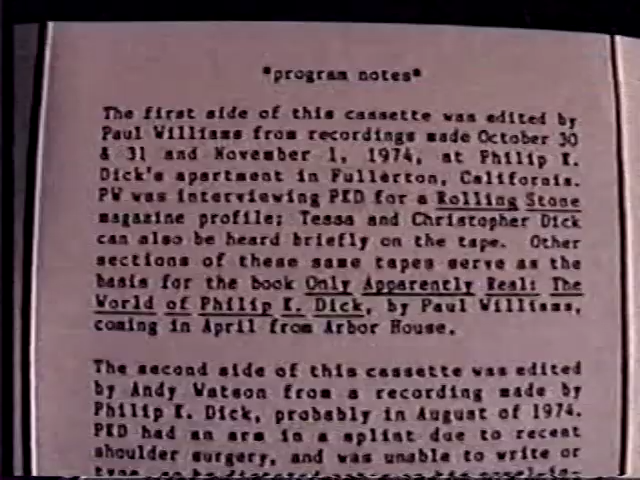 *program notes*
The first side of this cassette was edited by
Paul Williams from recordings made October 30
& 31 and November 1, 1974, at Philip K.
Dick's apartment in Fullerton, California.
PW was interviewing PKD for a Rolling Stone
magazine profile; Tessa and Christopher Dick
can also be heard briefly on the tape. Other
sections of these same tapes serve as the
basis for the book Only Apparently Real: The
World of Philip K. Dick, by Paul Williams,
coming in April from Arbor House.
The second side of this cassette was edited
by Andy Watson from a recording made by
Philip K. Dick, probably in August of 1974.
PKD had an arm in a splint due to recent
shoulder surgery, and was unable to write or
type, so he dictated